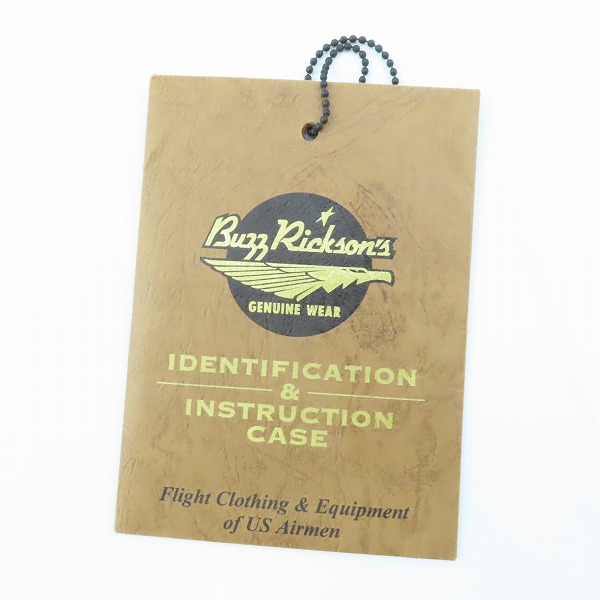 Buzz Rickson's
GENUINE WEAR
IDENTIFICATION
&
INSTRUCTION
CASE
Flight Clothing & Equipment
of US Airmen